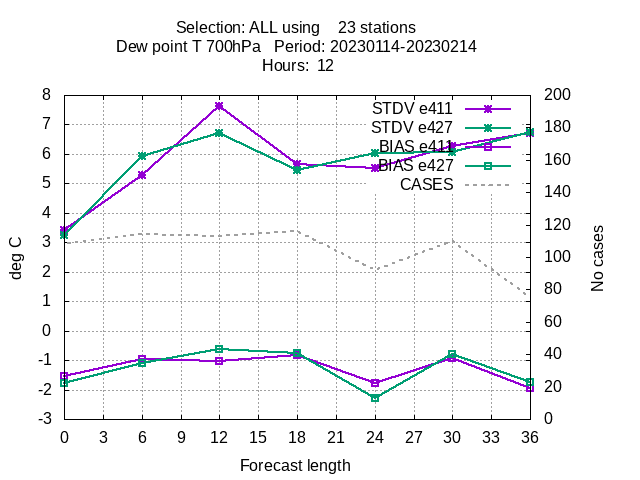 Selection: ALL using    23 stations
Dew point T 700hPa   Period: 20230114-20230214
Hours: 12
8
7
6
5
4
3
2
1
0
-1
-2
-3
deg C
STDV e411
STDV e427
BIAS e411
BIAS e427
CASES
200
180
160
140
120
100
80
60
40
20
0
No cases
0 3 6 9 12 15 18 21 24 27 30 33 36
Forecast length